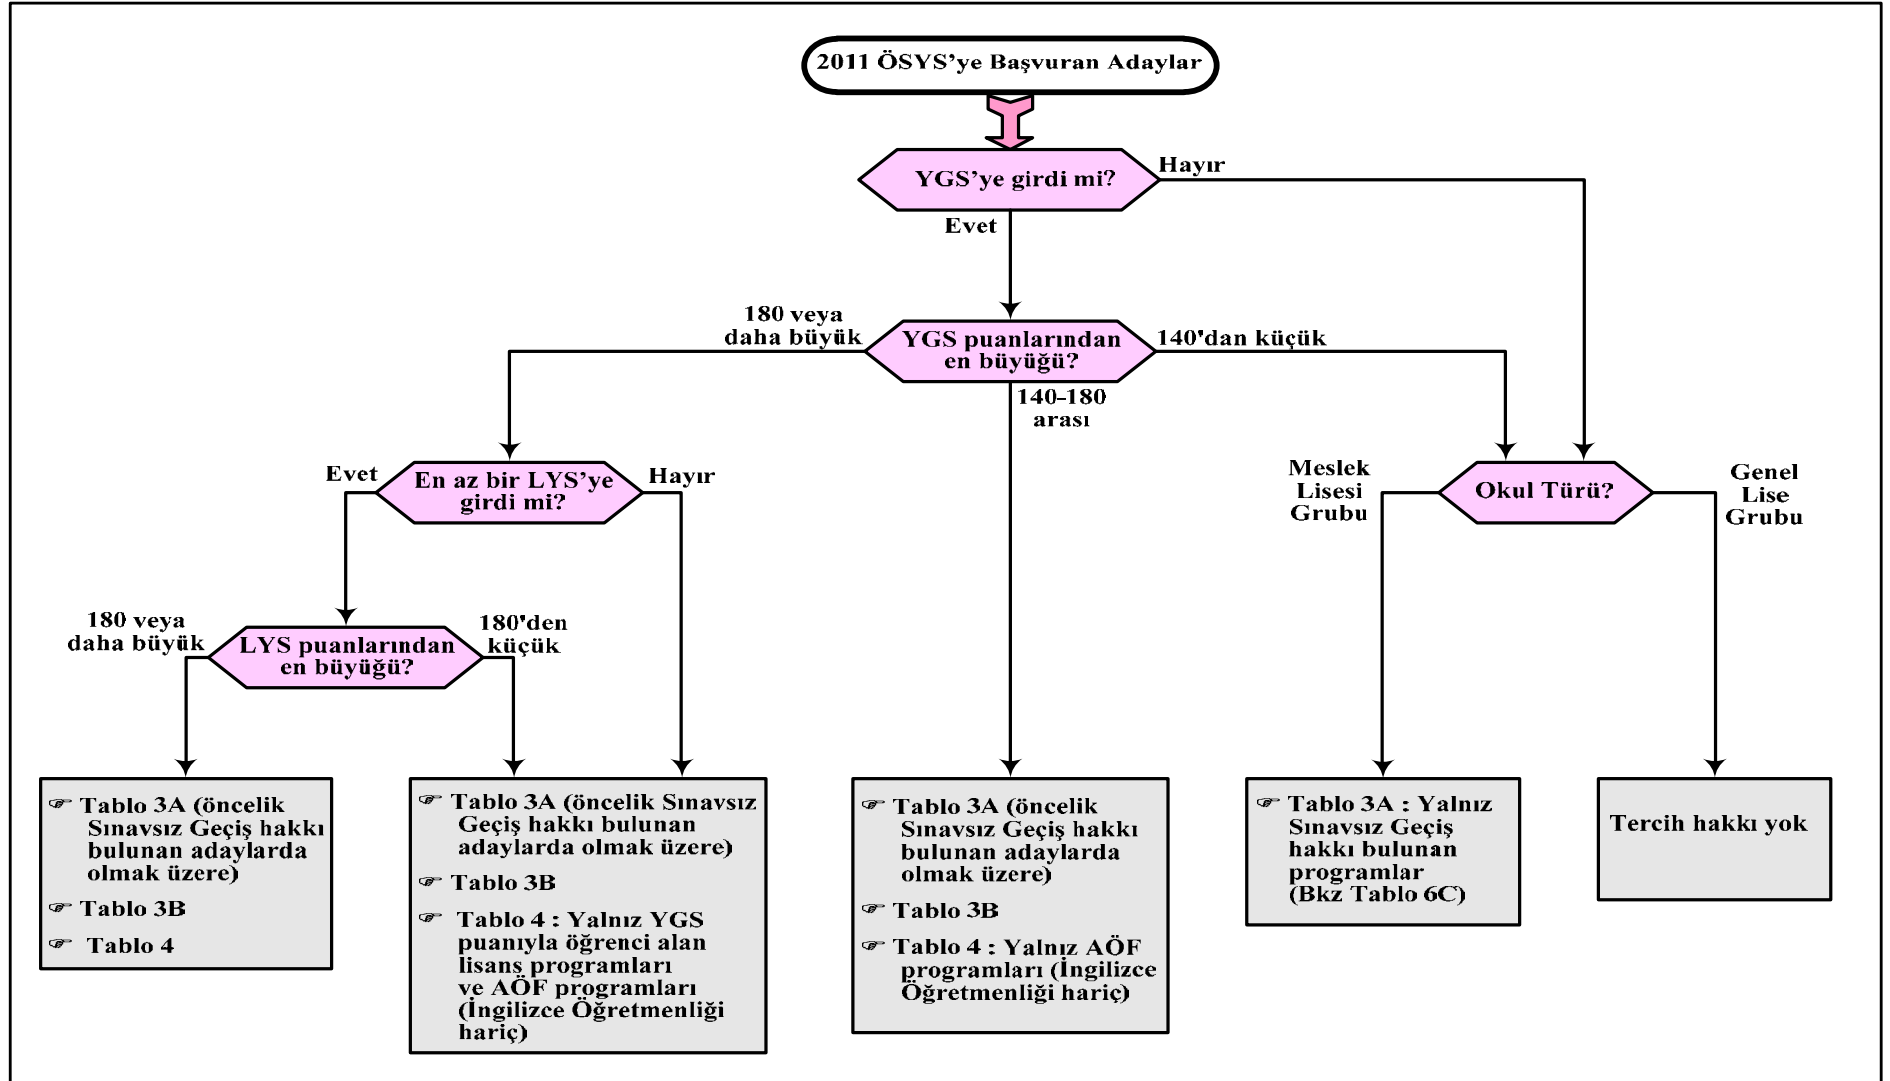 2011 ÖSYS’ye Başvuran Adaylar
YGS’ye girdi mi?
Hayır
Evet
180 veya
daha büyük
YGS puanlarından
en büyüğü?
140'dan küçük
140-180
arası
Evet
En az bir LYS’ye
girdi mi?
Hayır
Meslek
Lisesi
Grubu
Okul Türü?
Genel
Lise
Grubu
180 veya
daha büyük
LYS puanlarından
en büyüğü?
180'den
küçük
☞ Tablo 3A (öncelik
Sınavsız Geçiş hakkı
bulunan adaylarda
olmak üzere)
☞ Tablo 3B
☞ Tablo 4
☞ Tablo 3A (öncelik Sınavsız
Geçiş hakkı bulunan
adaylarda olmak üzere)
☞ Tablo 3B
☞ Tablo 4 : Yalnız YGS
puanıyla öğrenci alan
lisans programları
ve AÖF programları
(İngilizce Öğretmenliği
hariç)
☞ Tablo 3A (öncelik
Sınavsız Geçiş hakkı
bulunan adaylarda
olmak üzere)
☞ Tablo 3B
☞ Tablo 4 : Yalnız AÖF
programları (İngilizce
Öğretmenliği hariç)
☞ Tablo 3A : Yalnız
Sınavsız Geçiş
hakkı bulunan
programlar
(Bkz Tablo 6C)
Tercih hakkı yok